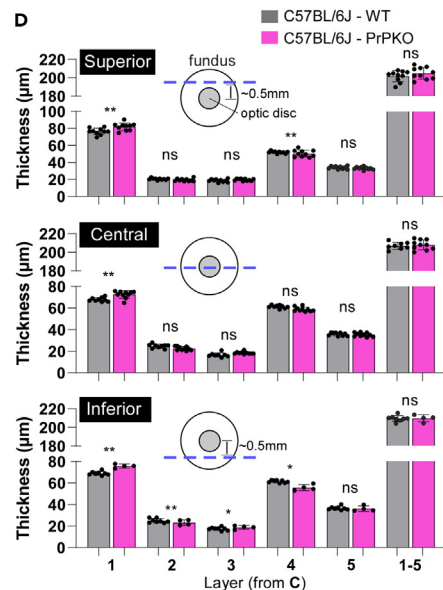 D
C57BL/6J - WT
C57BL/6J - PrPKO
Superior
fundus
~0.5mm
optic disc
Thickness (µm)
220
200
180
100
80
60
40
20
0
**
ns
ns
**
ns
ns
Central
Thickness (µm)
220
200
180
80
60
40
20
0
**
ns
ns
ns
ns
ns
Inferior
~0.5mm
Thickness (µm)
220
200
180
80
60
40
20
0
**
**
*
*
ns
ns
1 2 3 4 5 1-5
Layer (from C)